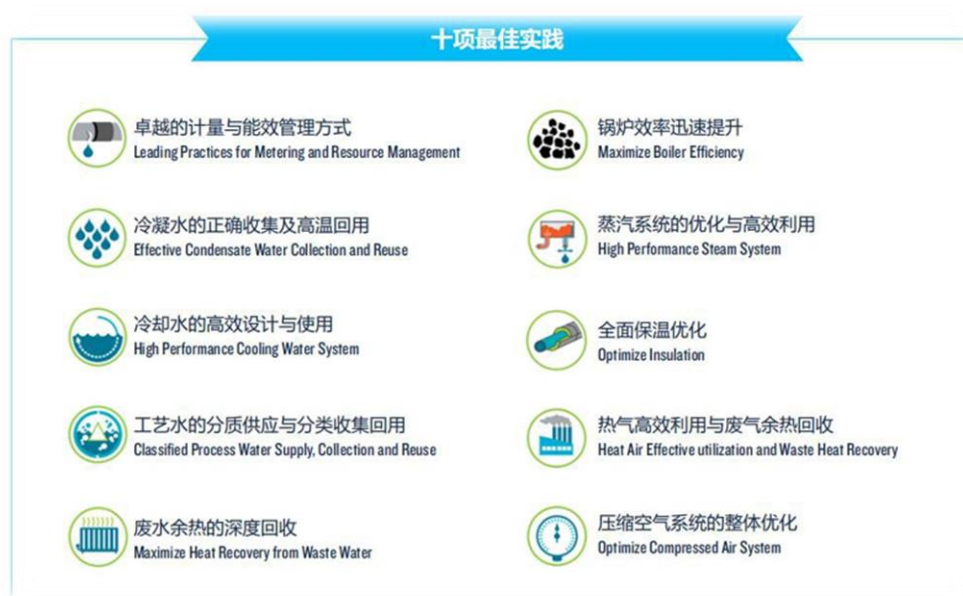 十项最佳实践
卓越的计量与能效管理方式
Leading Practices for Metering and Resource Management
冷凝水的正确收集及高温回用
Effective Condensate Water Collection and Reuse
冷却水的高效设计与使用
High Performance Cooling Water System
工艺水的分质供应与分类收集回用
Classified Process Water Supply, Collection and Reuse
废水余热的深度回收
Maximize Heat Recovery from Waste Water
锅炉效率迅速提升
Maximize Boiler Efficiency
蒸汽系统的优化与高效利用
High Performance Steam System
全面保温优化
Optimize Insulation
热气高效利用与废气余热回收
Heat Air Effective utilization and Waste Heat Recovery
压缩空气系统的整体优化
Optimize Compressed Air System